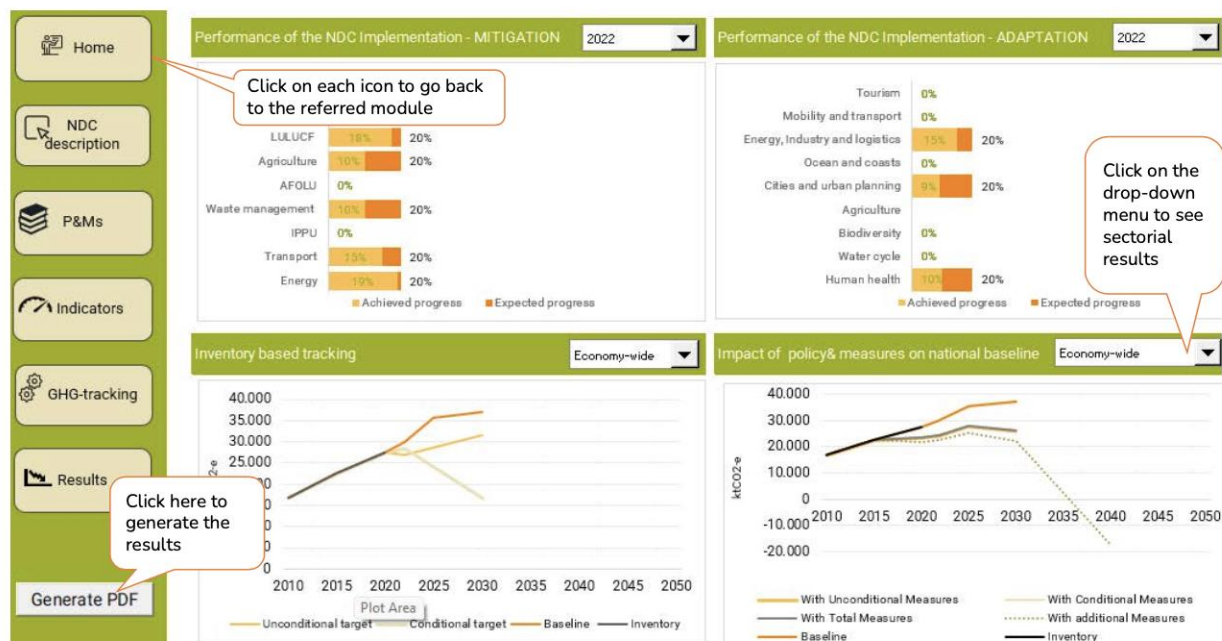 Home
NDC
description
P&Ms
Indicators
GHG-tracking
Results
Generate PDF
Click on each icon to go back
to the referred module
Click here to
generate the
results
Performance of the NDC Implementation - MITIGATION
2022
LULUCF 18% 20%
Agriculture 10% 20%
AFOLU 0%
Waste management 10% 20%
IPPU 0%
Transport 15% 20%
Energy 19% 20%
Achieved progress Expected progress
Performance of the NDC Implementation - ADAPTATION
2022
Tourism 0%
Mobility and transport 0%
Energy, Industry and logistics 15% 20%
Ocean and coasts 0%
Cities and urban planning 9% 20%
Agriculture
Biodiversity 0%
Water cycle 0%
Human health 10% 20%
Achieved progress Expected progress
Click on the
drop-down
menu to see
sectorial
results
Inventory based tracking
Economy-wide
40.000
35.000
30.000
25.000
0
2010 2015 2020 2025 2030 2035 2040 2045 2050
Plot Area
Unconditional target Conditional target Baseline Inventory
Impact of policy& measures on national baseline
Economy-wide
ktCO2-e
40.000
30.000
20.000
10.000
0
2010 2015 2020 2025 2030 2035 2040 2045 2050
-10.000
-20.000
With Unconditional Measures With Conditional Measures
With Total Measures With additional Measures
Baseline Inventory